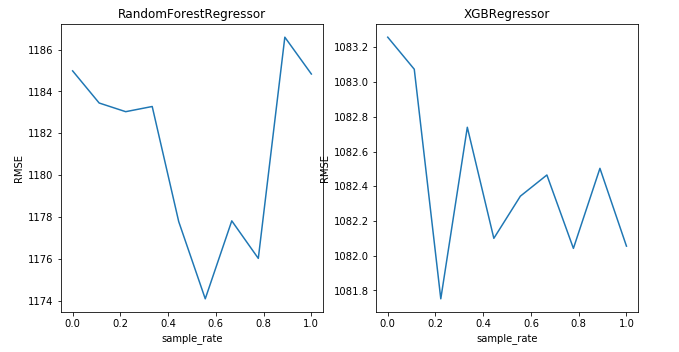 RandomForestRegressor
RMSE
1186
1184
1182
1180
1178
1176
1174
0.0 0.2 0.4 0.6 0.8 1.0
sample_rate
XGBRegressor
RMSE
1083.2
1083.0
1082.8
1082.6
1082.4
1082.2
1082.0
1081.8
0.0 0.2 0.4 0.6 0.8 1.0
sample_rate